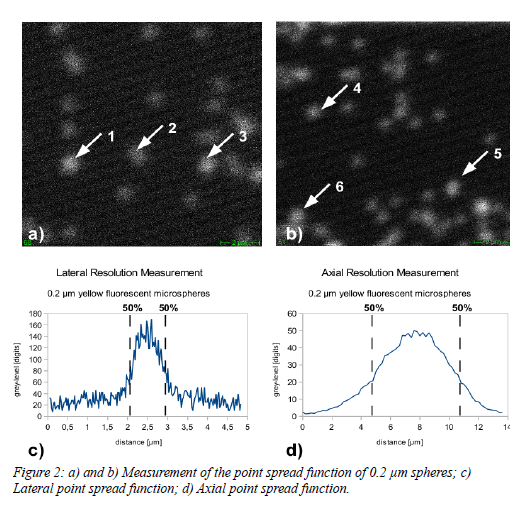 1
2
3
a)
4
5
6
b)
Lateral Resolution Measurement
0.2 µm yellow fluorescent microspheres
50% 50%
180
160
140
120
100
80
60
40
20
0
grey-level [digits]
0 0,5 1 1,5 2 2,5 3 3,5 4 4,5 5
distance [µm]
c)
Axial Resolution Measurement
0.2 µm yellow fluorescent microspheres
50% 50%
60
50
40
30
20
10
0
grey-level [digits]
0 2 4 6 8 10 12 14
distance [µm]
d)
Figure 2: a) and b) Measurement of the point spread function of 0.2 µm spheres; c)
Lateral point spread function; d) Axial point spread function.